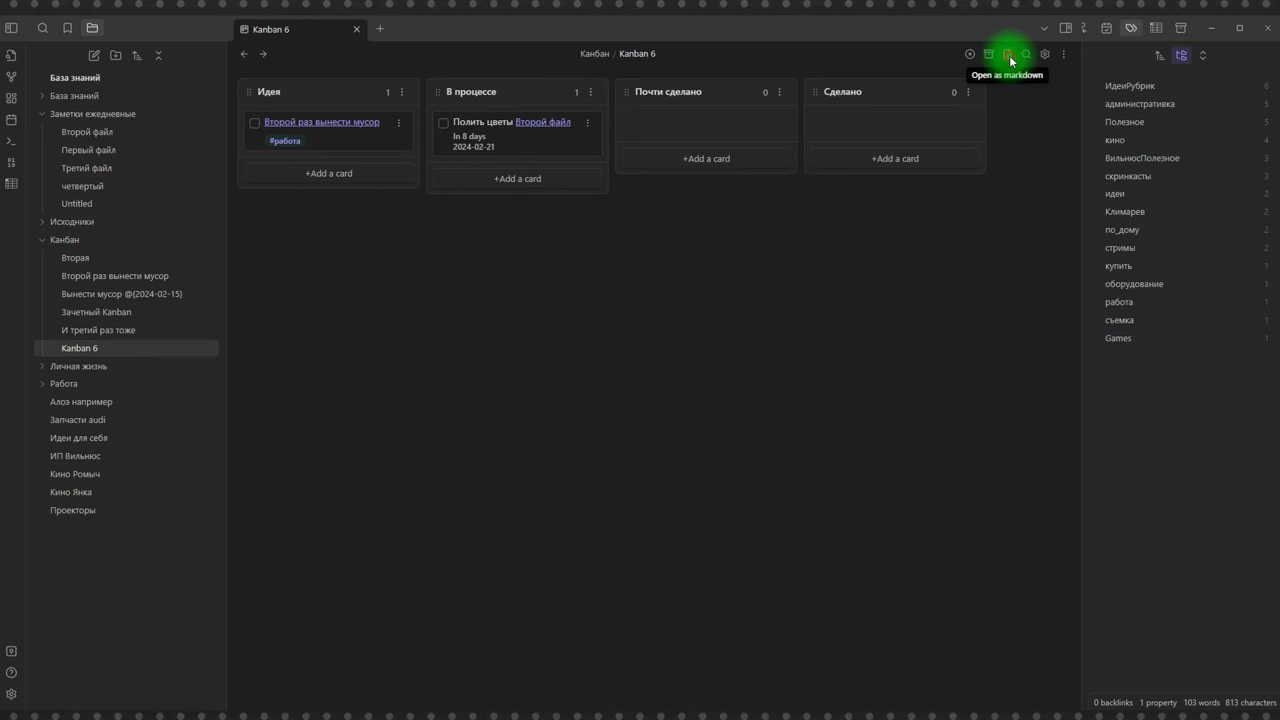 Kanban 6
Канбан / Kanban 6
Open as markdown
База знаний
База знаний
Заметки ежедневные
Второй файл
Первый файл
Третий файл
четвертый
Untitled
Исходники
Канбан
Вторая
Второй раз вынести мусор
Вынести мусор @{2024-02-15}
Зачетный Kanban
И третий раз тоже
Kanban 6
Личная жизнь
Работа
Алоэ например
Запчасти audi
Идеи для себя
ИП Вильнюс
Кино Ромыч
Кино Янка
Проекторы
Идея 1
Второй раз вынести мусор
#работа
+Add a card
В процессе 1
Полить цветы Второй файл
In 8 days
2024-02-21
+Add a card
Почти сделано 0
+Add a card
Сделано 0
+Add a card
ИдеиРубрик 6
административка 5
Полезное 5
кино 4
ВильнюсПолезное 3
скринкасты 3
идеи 2
Климарев 2
по_дому 2
стримы 2
купить 1
оборудование 1
работа 1
съемка 1
Games 1
0 backlinks 1 property 103 words 813 characters